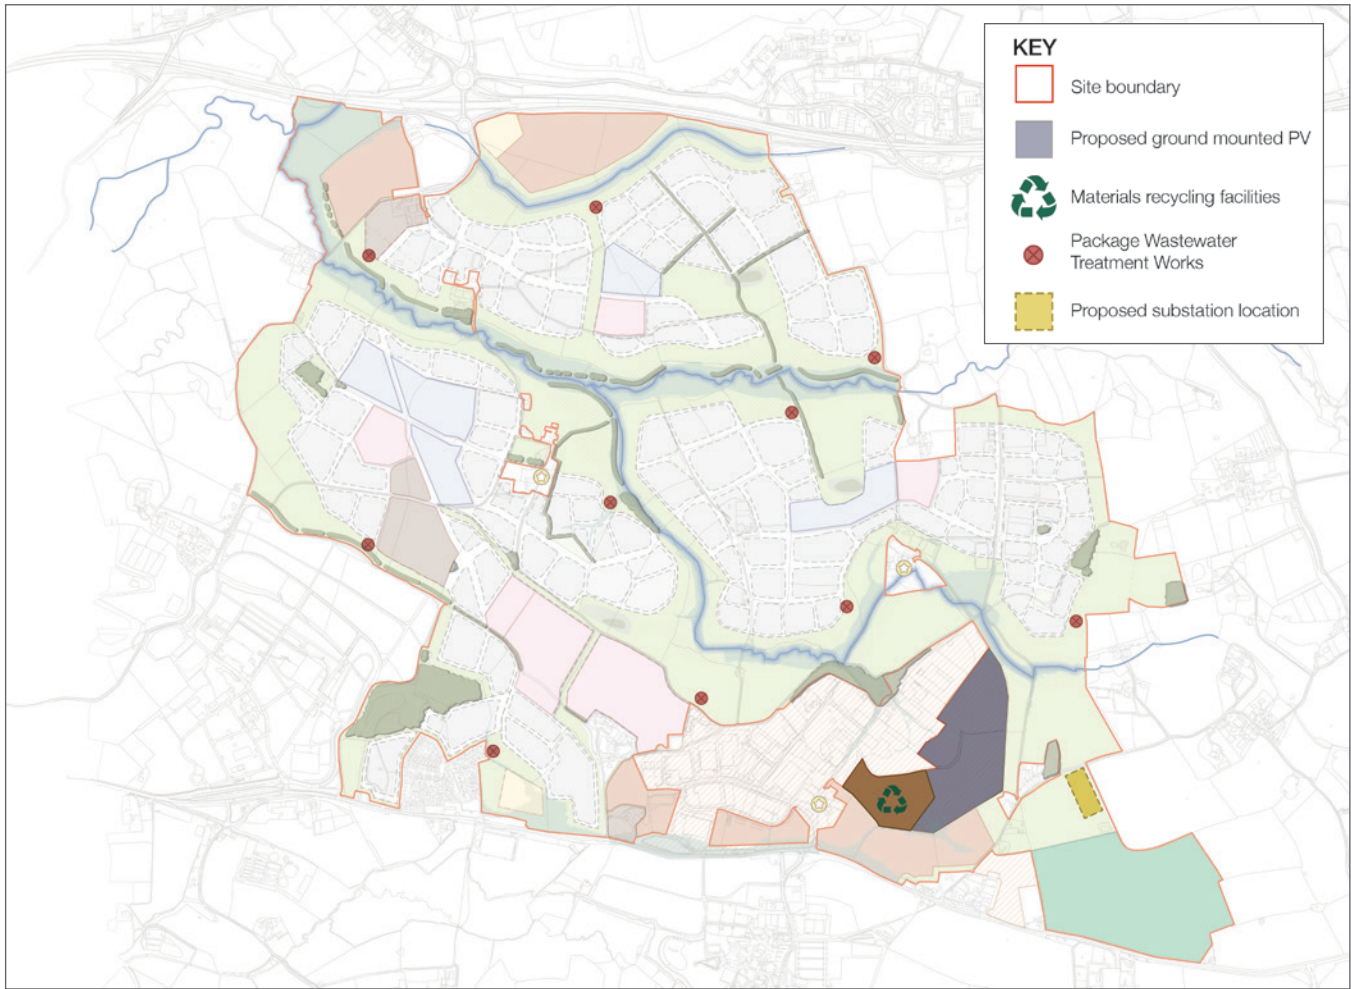 KEY
Site boundary
Proposed ground mounted PV
Materials recycling facilities
Package Wastewater
Treatment Works
Proposed substation location